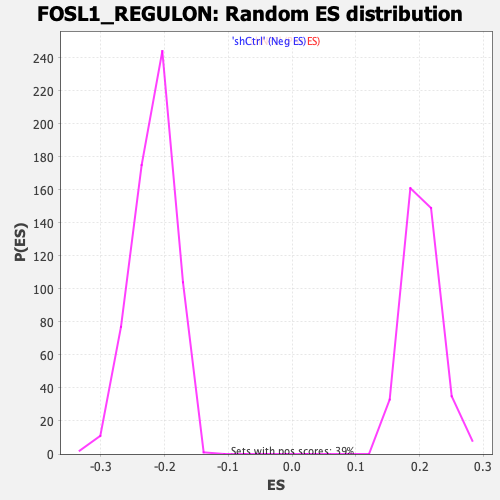 FOSL1_REGULON: Random ES distribution
'shCtrl' (Neg ES)ES)
240
220
200
180
160
140
120
100
80
60
40
20
0
P(ES)
Sets with pos scores: 39%
-0.3 -0.2 -0.1 0.0 0.1 0.2 0.3
ES